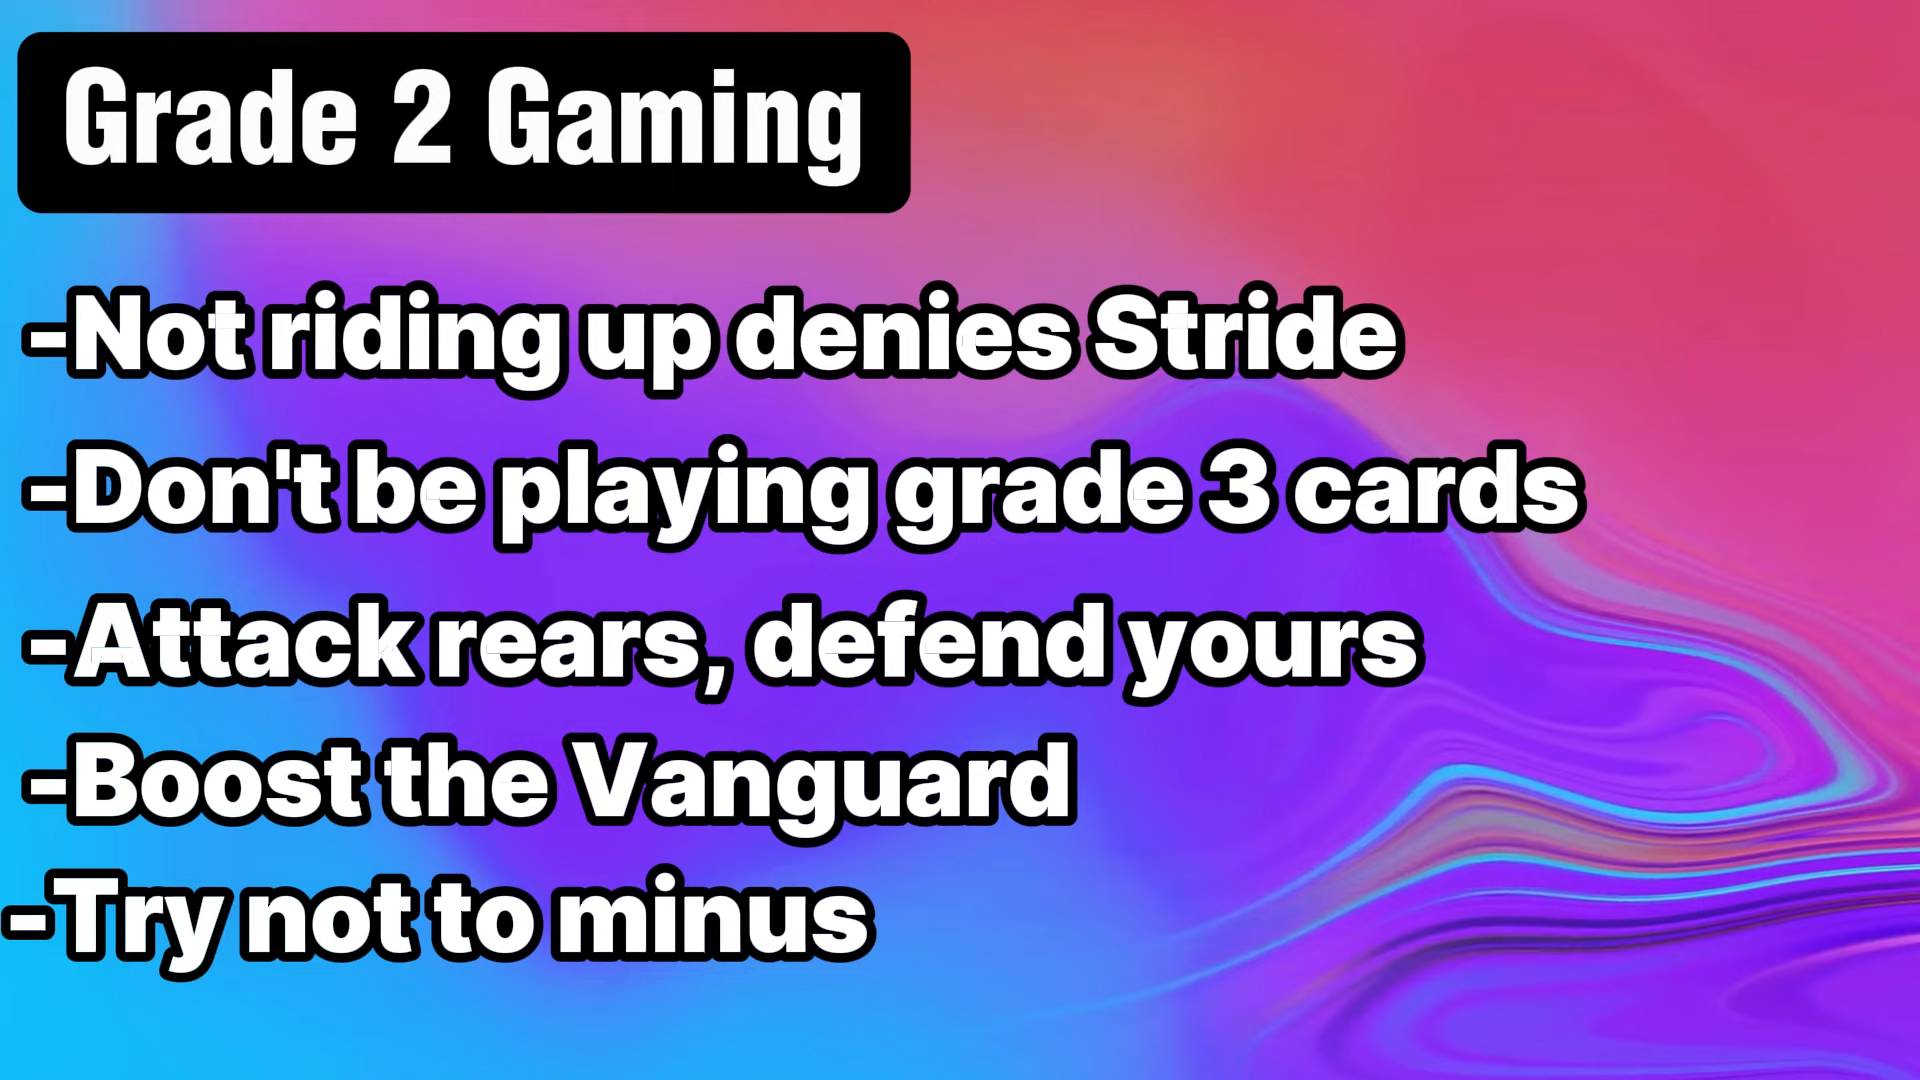 Grade 2 Gaming
-Not riding up denies Stride
-Don't be playing grade 3 cards
-Attack rears, defend yours
-Boost the Vanguard
-Try not to minus